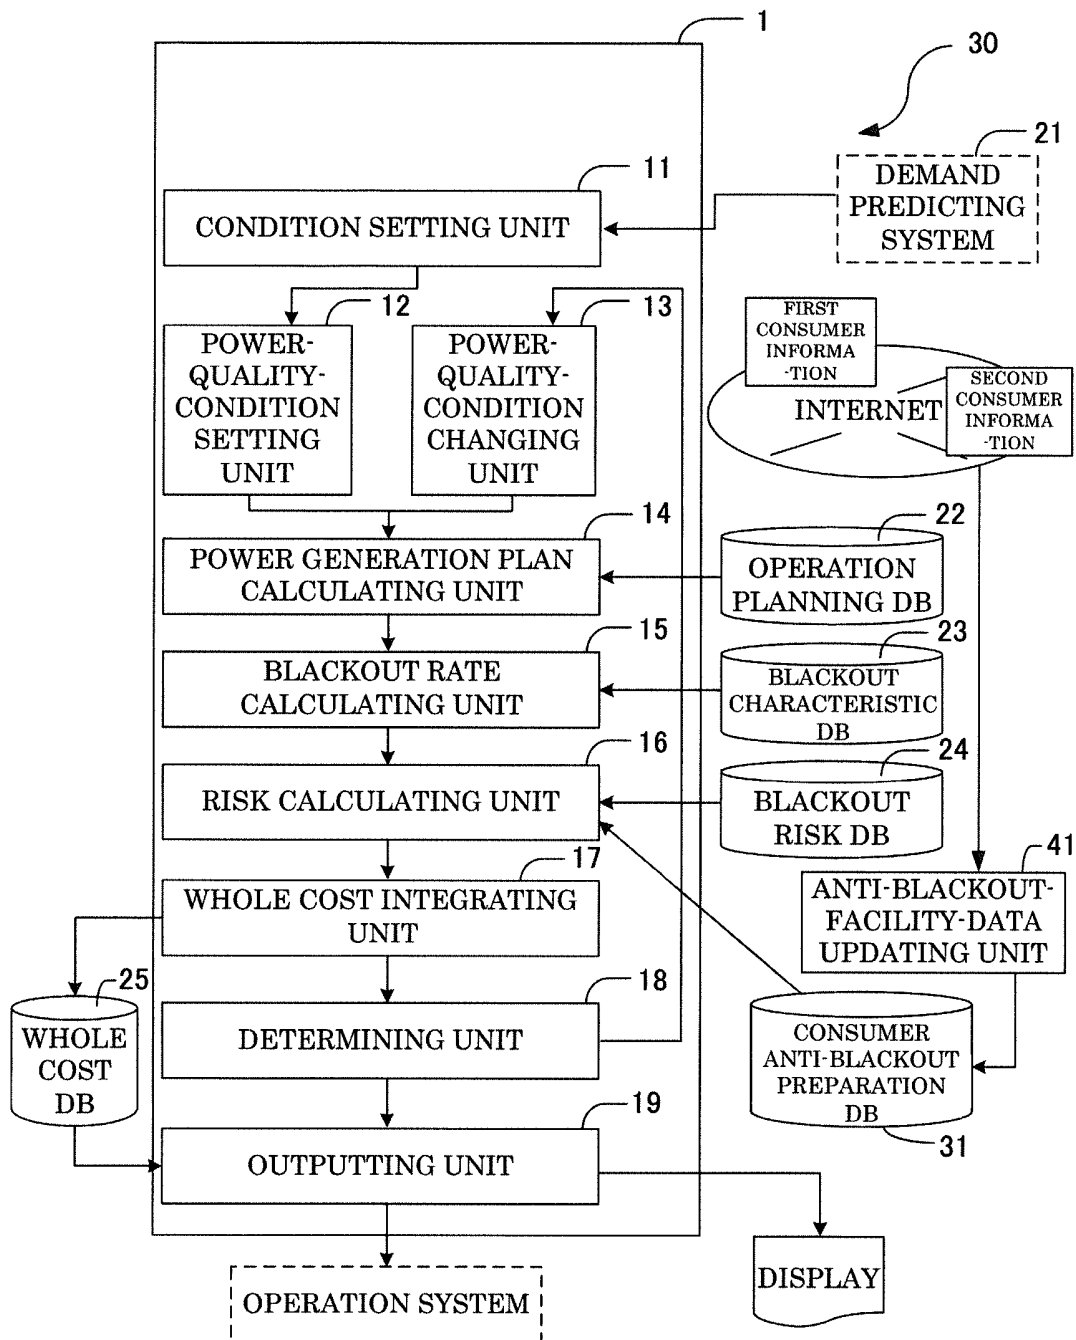 1
30
21
DEMAND
PREDICTING
SYSTEM
11
CONDITION SETTING UNIT
12
POWER-
QUALITY-
CONDITION
SETTING
UNIT
13
POWER-
QUALITY-
CONDITION
CHANGING
UNIT
FIRST
CONSUMER
INFORMA
-TION
INTERNET
SECOND
CONSUMER
INFORMA
-TION
14
POWER GENERATION PLAN
CALCULATING UNIT
22
OPERATION
PLANNING DB
15
BLACKOUT RATE
CALCULATING UNIT
23
BLACKOUT
CHARACTERISTIC
DB
16
RISK CALCULATING UNIT
24
BLACKOUT
RISK DB
17
WHOLE COST INTEGRATING
UNIT
41
ANTI-BLACKOUT-
FACILITY-DATA
UPDATING UNIT
25
WHOLE
COST
DB
18
DETERMINING UNIT
CONSUMER
ANTI-BLACKOUT
PREPARATION
DB
31
19
OUTPUTTING UNIT
DISPLAY
OPERATION SYSTEM